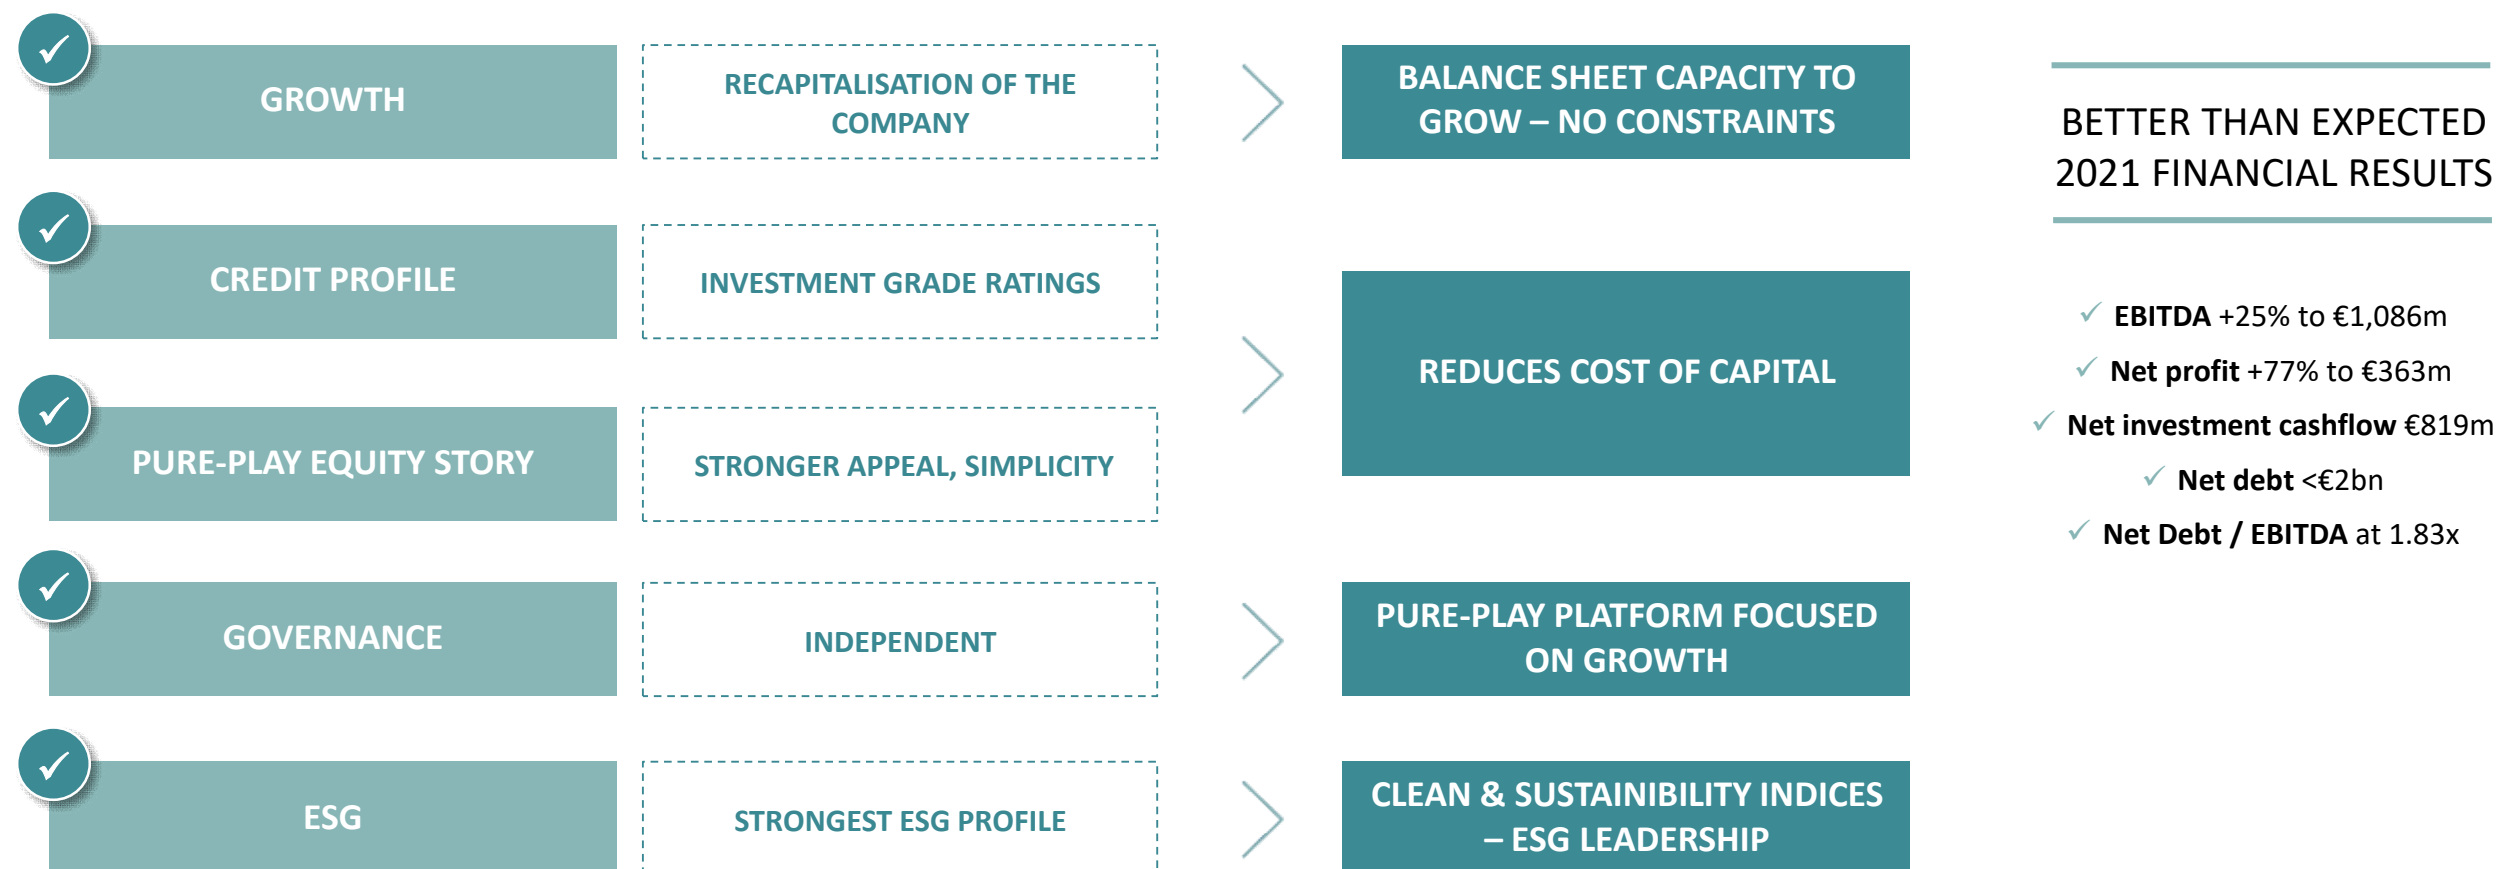 GROWTH
RECAPITALISATION OF THE
COMPANY
BALANCE SHEET CAPACITY TO
GROW – NO CONSTRAINTS
CREDIT PROFILE
INVESTMENT GRADE RATINGS
REDUCES COST OF CAPITAL
PURE-PLAY EQUITY STORY
STRONGER APPEAL, SIMPLICITY
GOVERNANCE
INDEPENDENT
PURE-PLAY PLATFORM FOCUSED
ON GROWTH
ESG
STRONGEST ESG PROFILE
CLEAN & SUSTAINIBILITY INDICES
– ESG LEADERSHIP
BETTER THAN EXPECTED
2021 FINANCIAL RESULTS
✓ EBITDA +25% to €1,086m
✓ Net profit +77% to €363m
✓ Net investment cashflow €819m
✓ Net debt <€2bn
✓ Net Debt / EBITDA at 1.83x